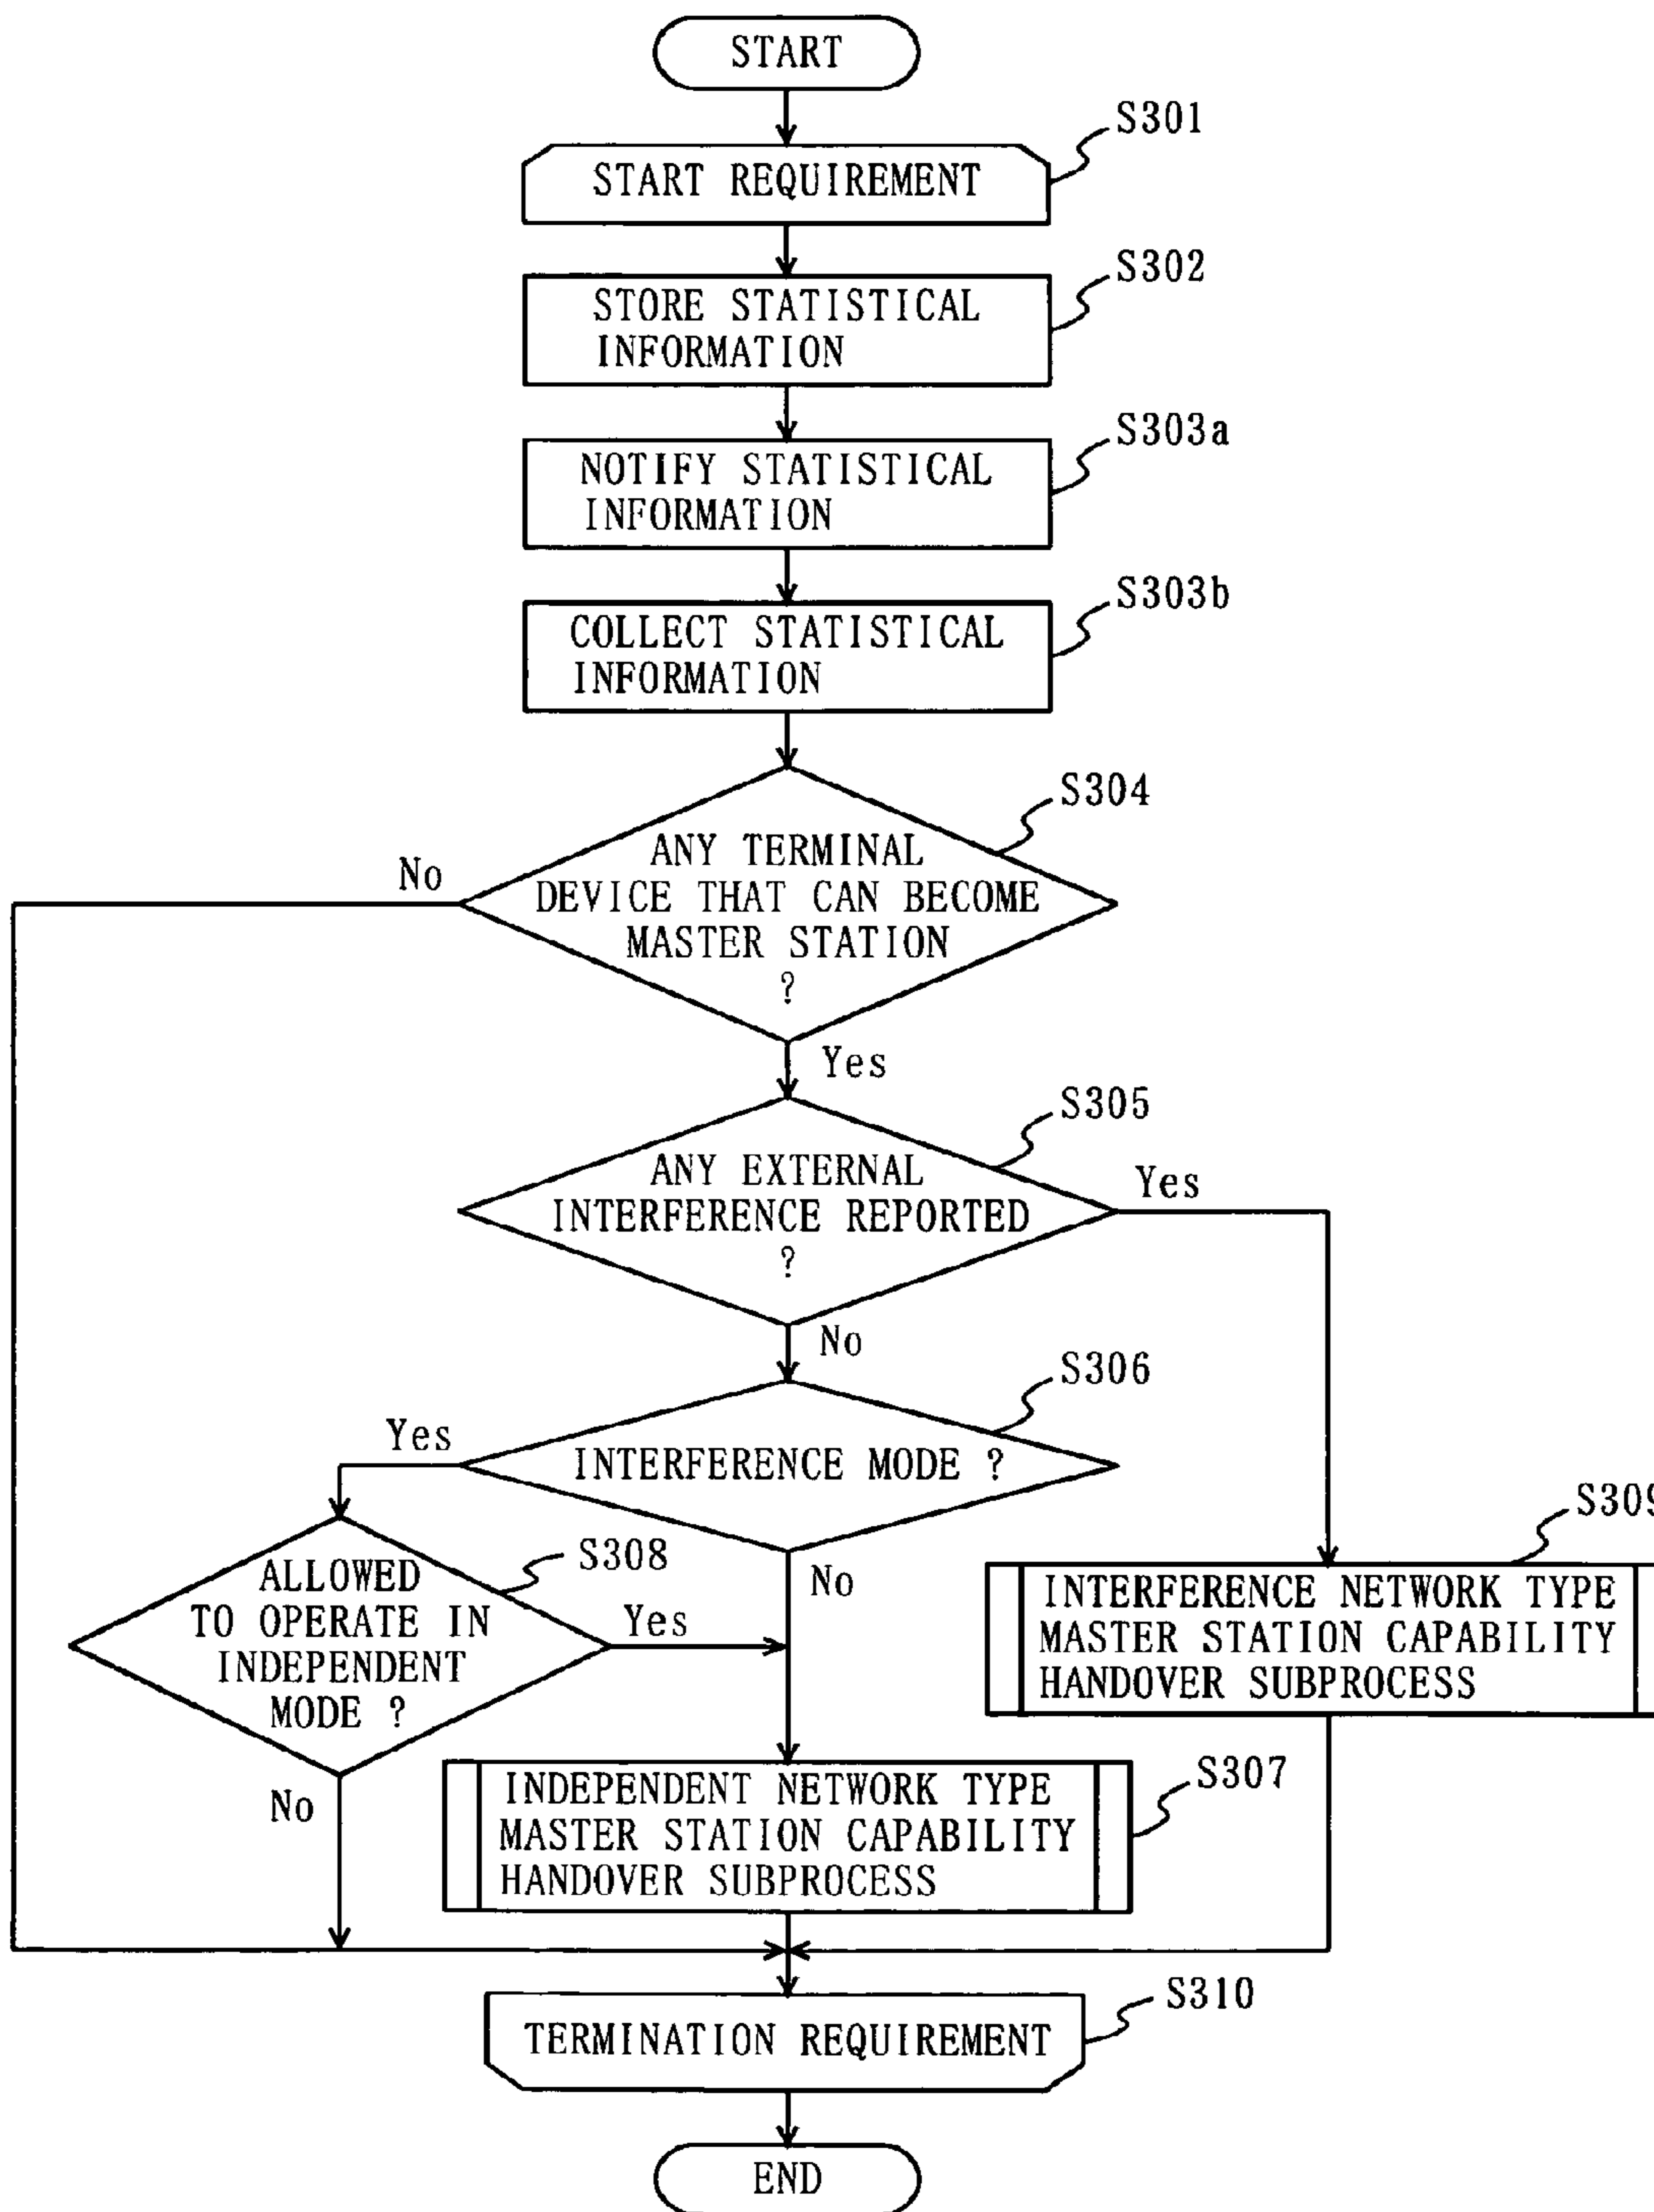 START
S301
START REQUIREMENT
S302
STORE STATISTICAL
INFORMATION
S303a
NOTIFY STATISTICAL
INFORMATION
S303b
COLLECT STATISTICAL
INFORMATION
S304
No
ANY TERMINAL
DEVICE THAT CAN BECOME
MASTER STATION
?
Yes
S305
ANY EXTERNAL
INTERFERENCE REPORTED
?
Yes
No
S306
Yes
INTERFERENCE MODE ?
No
S308
ALLOWED
TO OPERATE IN
INDEPENDENT
MODE ?
Yes
No
S309
INTERFERENCE NETWORK TYPE
MASTER STATION CAPABILITY
HANDOVER SUBPROCESS
S307
INDEPENDENT NETWORK TYPE
MASTER STATION CAPABILITY
HANDOVER SUBPROCESS
S310
TERMINATION REQUIREMENT
END